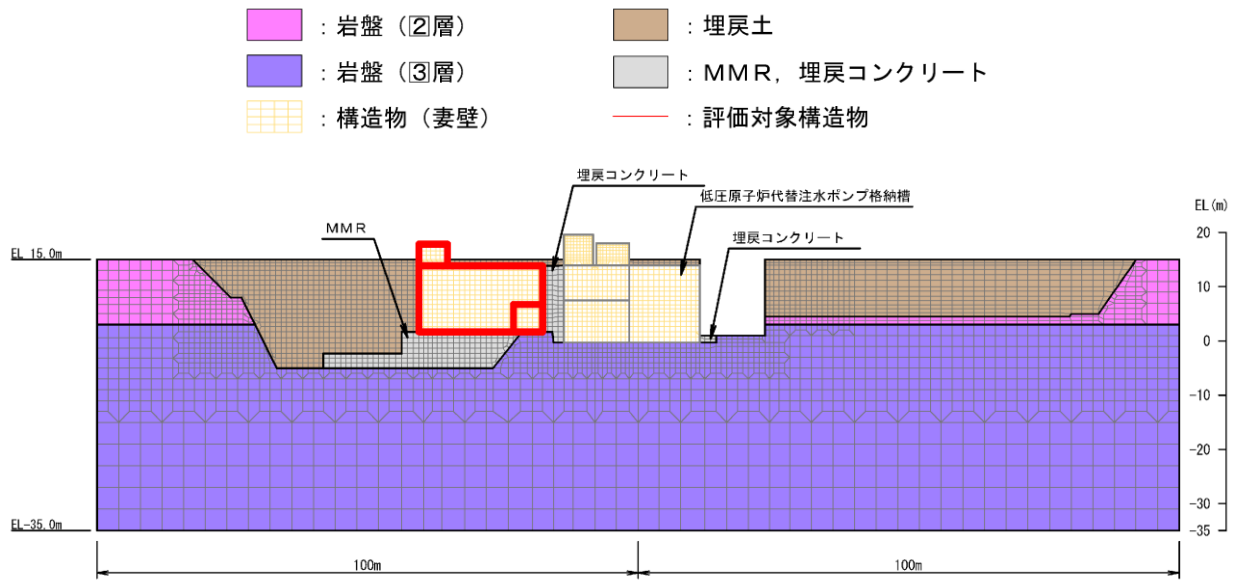 ：岩盤（2層）
：埋戻土
：岩盤（3層）
：ＭＭＲ，埋戻コンクリート
：構造物（妻壁）
：評価対象構造物
埋戻コンクリート
低圧原子炉代替注水ポンプ格納槽
EL(m)
MMR
埋戻コンクリート
20
EL 15.0m
10
0
-10
-20
-30
EL-35.0m
-35
100m
100m